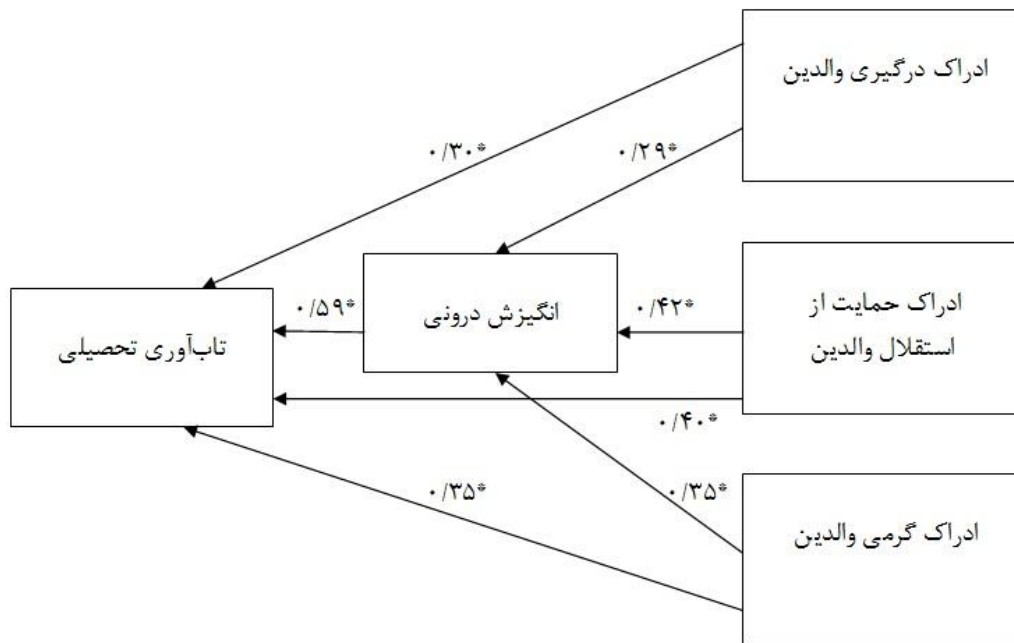 ادراک درگیری والدین
۰/۳۰*
۰/۲۹*
ادراک حمایت از
استقلال والدین
انگیزش درونی
تاب‌آوری تحصیلی
۰/۴۲*
۰/۵۹*
۰/۴۰*
ادراک گرمی والدین
۰/۳۵*
۰/۳۵*